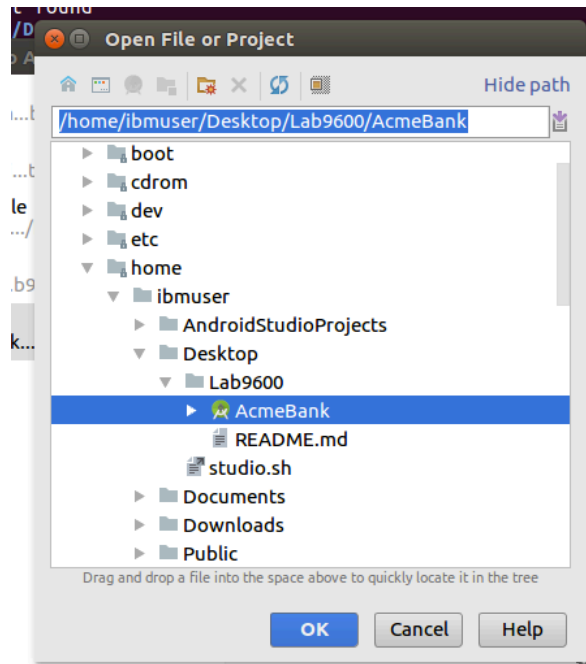 /D
Open File or Project
Hide path
/home/ibmuser/Desktop/Lab9600/AcmeBank
boot
cdrom
...t
dev
le
etc
.../
home
.b9
ibmuser
AndroidStudioProjects
k...
Desktop
Lab9600
AcmeBank
README.md
studio.sh
Documents
Downloads
Public
Drag and drop a file into the space above to quickly locate it in the tree
OK Cancel Help